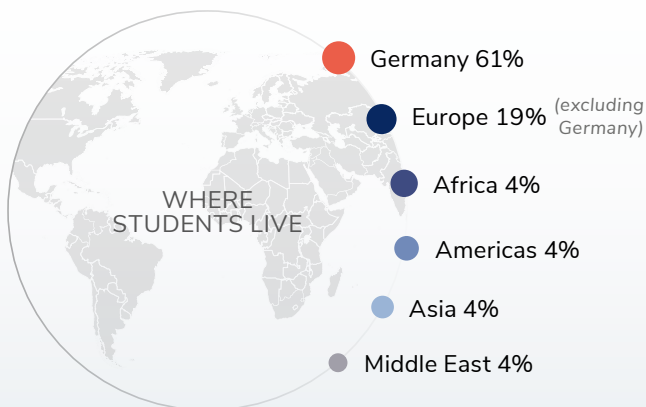 Germany 61%
Europe 19% (excluding
Germany)
Africa 4%
WHERE
STUDENTS LIVE
Americas 4%
Asia 4%
Middle East 4%